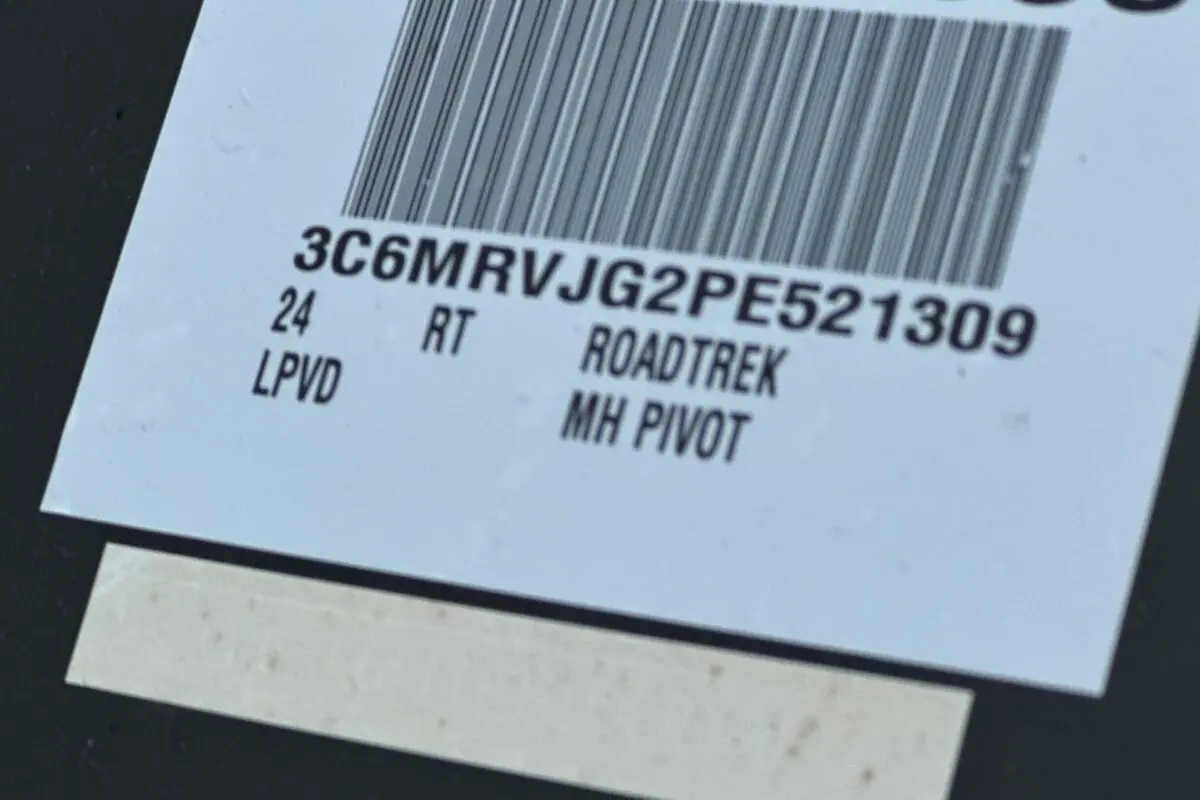 3C6MRVJG2PE521309
24 RT ROADTREK
LPVD MH PIVOT